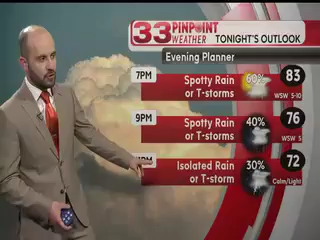 33 PINPOINT WEATHER TONIGHT'S OUTLOOK
Evening Planner
7PM Spotty Rain or T-storms 60% 83 WSW 5-10
9PM Spotty Rain or T-storms 40% 76 WSW 5
Isolated Rain or T-storm 30% 72 Calm/Light